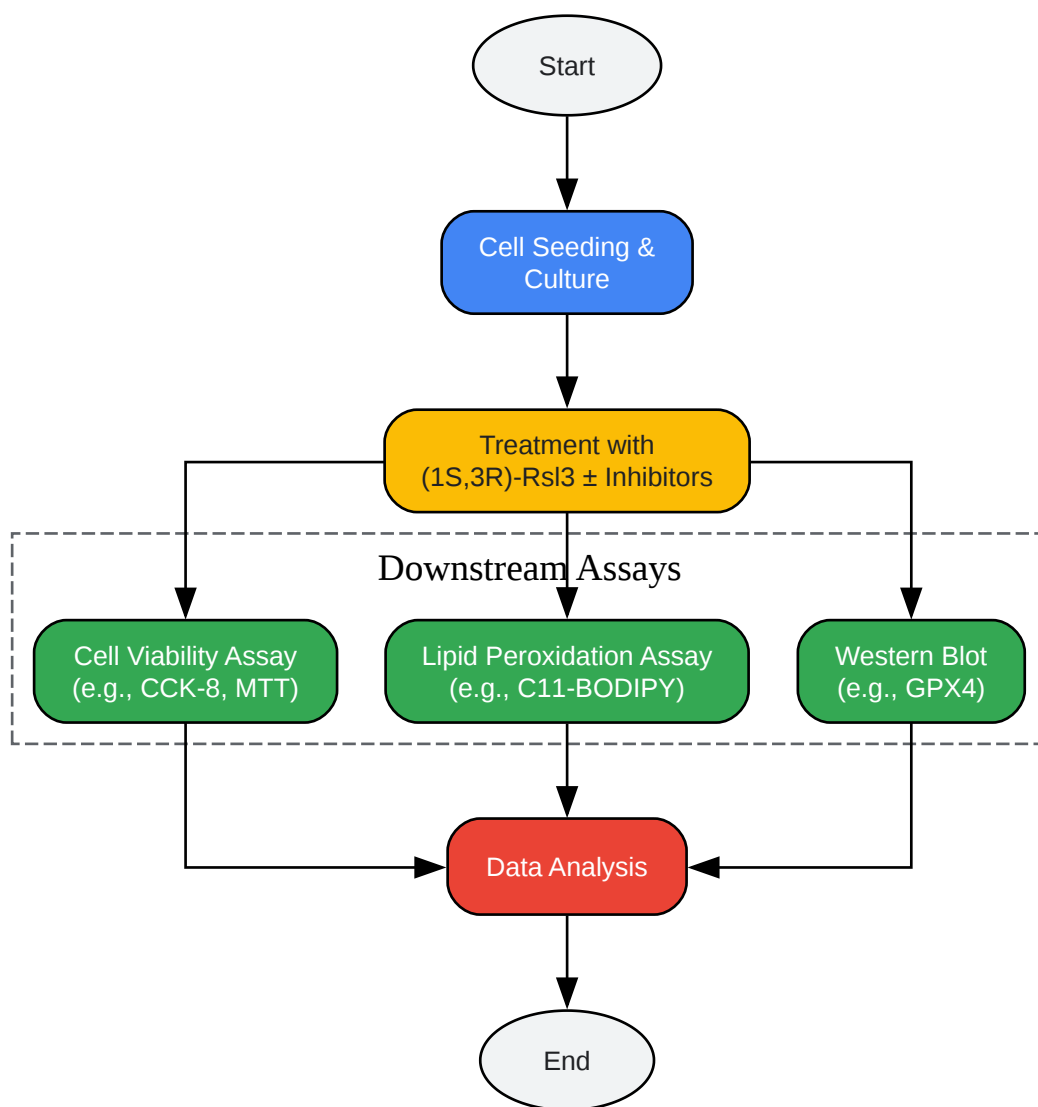 Start
Cell Seeding &
Culture
Treatment with
(1S,3R)-Rsl3 ± Inhibitors
Downstream Assays
Cell Viability Assay
(e.g., CCK-8, MTT)
Lipid Peroxidation Assay
(e.g., C11-BODIPY)
Western Blot
(e.g., GPX4)
Data Analysis
End